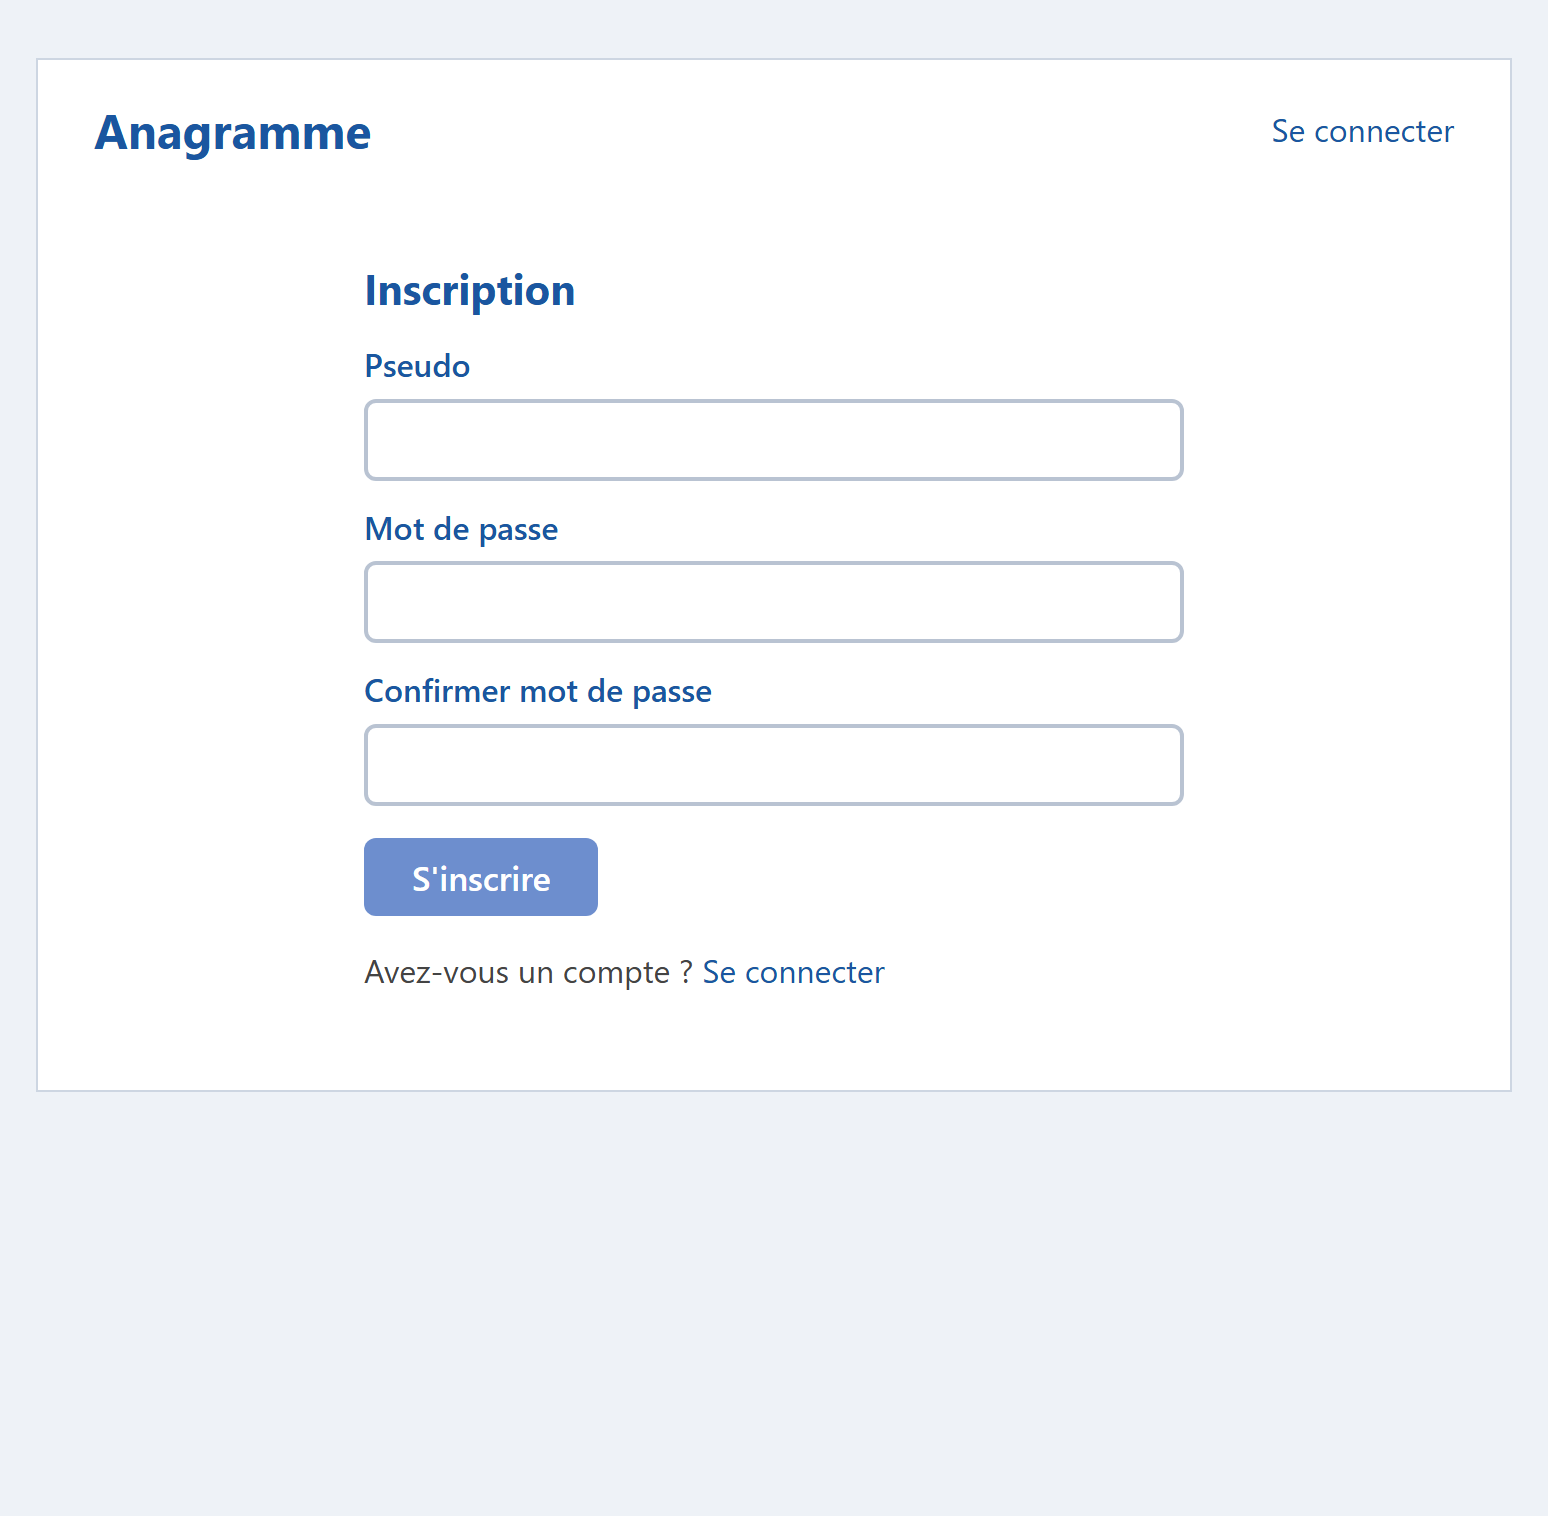 Anagramme
Se connecter
Inscription
Pseudo
Mot de passe
Confirmer mot de passe
S'inscrire
Avez-vous un compte ? Se connecter